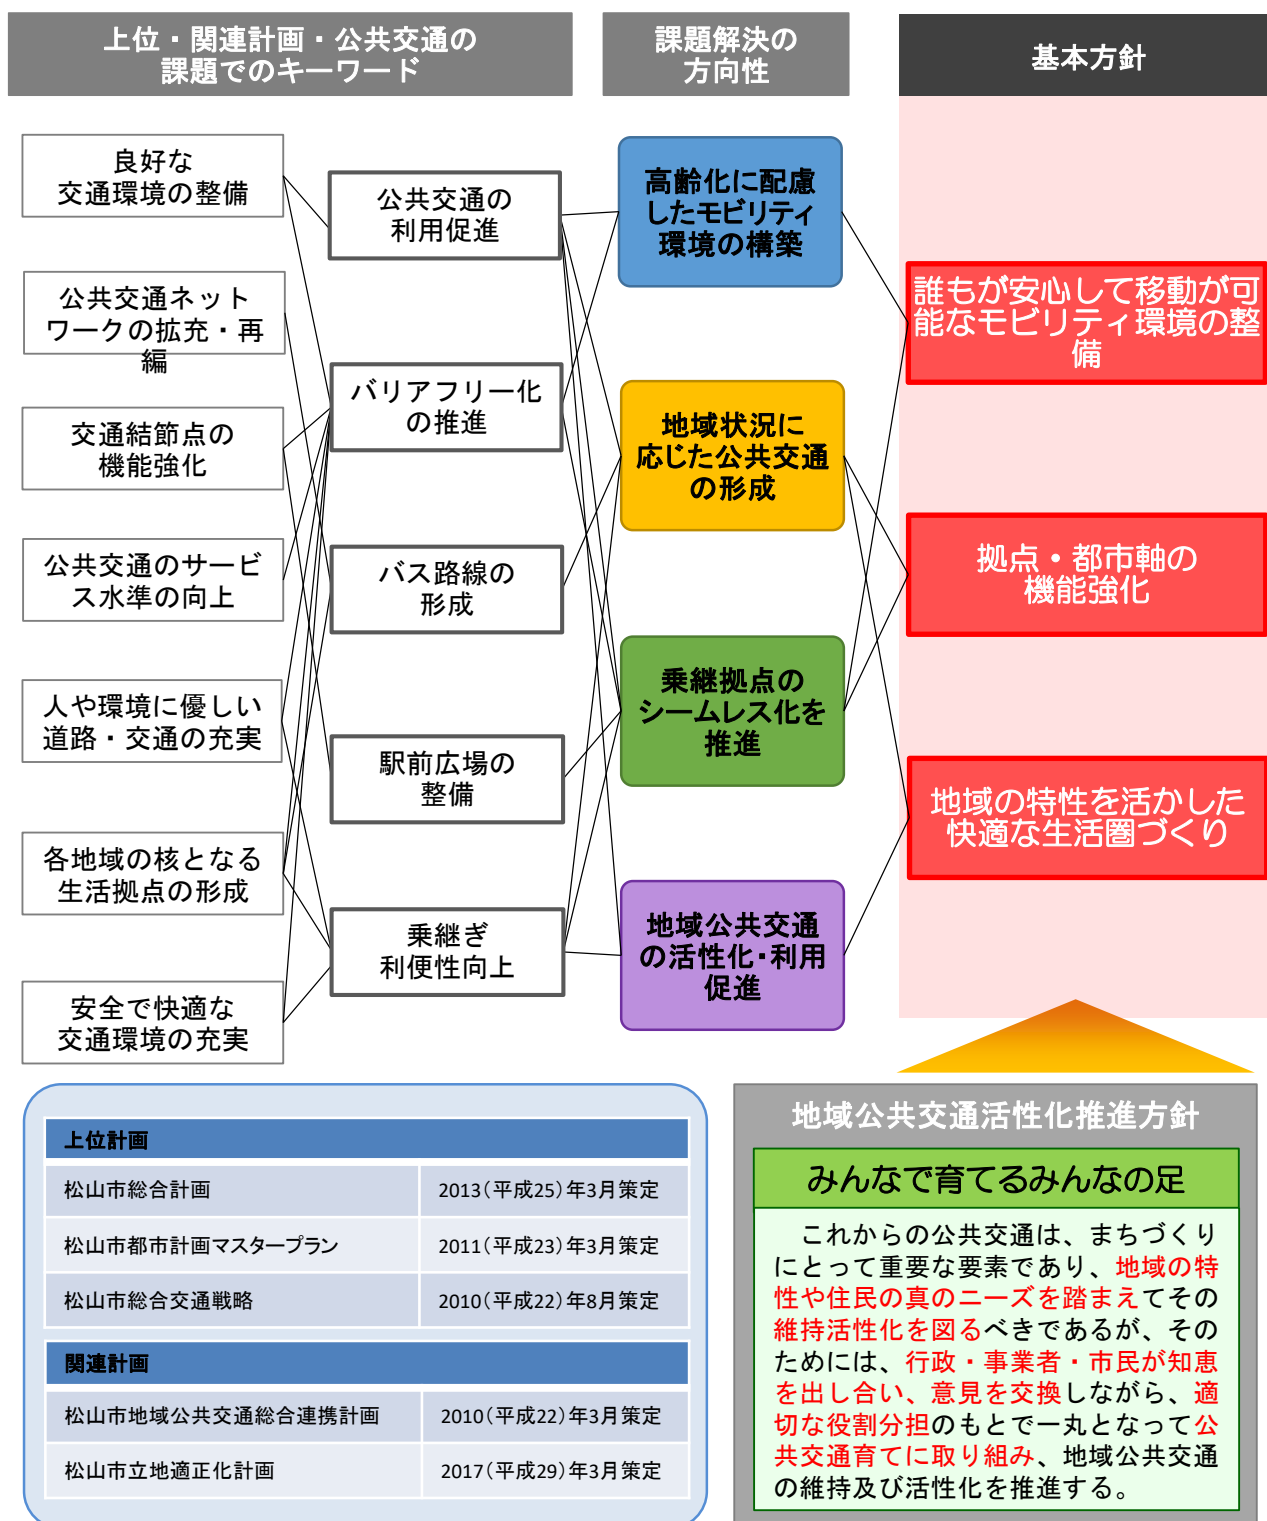 上位・関連計画・公共交通の
課題でのキーワード
課題解決の
方向性
基本方針
良好な
交通環境の整備
公共交通ネット
ワークの拡充・再
編
交通結節点の
機能強化
公共交通のサービ
ス水準の向上
人や環境に優しい
道路・交通の充実
各地域の核となる
生活拠点の形成
安全で快適な
交通環境の充実
公共交通の
利用促進
バリアフリー化
の推進
バス路線の
形成
駅前広場の
整備
乗継ぎ
利便性向上
高齢化に配慮
したモビリティ
環境の構築
地域状況に
応じた公共交通
の形成
乗継拠点の
シームレス化を
推進
地域公共交通
の活性化・利用
促進
誰もが安心して移動が可
能なモビリティ環境の整
備
拠点・都市軸の
機能強化
地域の特性を活かした
快適な生活圏づくり
上位計画
松山市総合計画 2013(平成25)年3月策定
松山市都市計画マスタープラン 2011(平成23)年3月策定
松山市総合交通戦略 2010(平成22)年8月策定
関連計画
松山市地域公共交通総合連携計画 2010(平成22)年3月策定
松山市立地適正化計画 2017(平成29)年3月策定
地域公共交通活性化推進方針
みんなで育てるみんなの足
これからの公共交通は、まちづくり
にとって重要な要素であり、地域の特
性や住民の真のニーズを踏まえてその
維持活性化を図るべきであるが、その
ためには、行政・事業者・市民が知恵
を出し合い、意見を交換しながら、適
切な役割分担のもとで一丸となって公
共交通育てに取り組み、地域公共交通
の維持及び活性化を推進する。